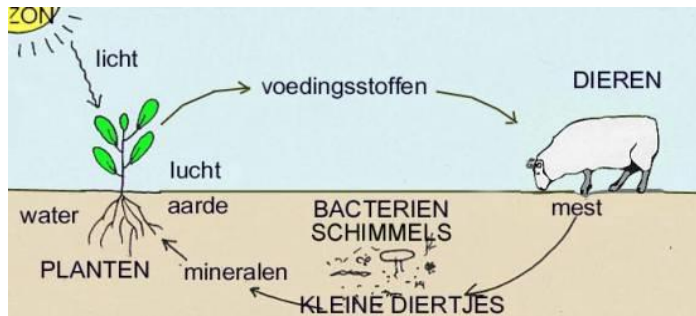 ZON
licht
voedingsstoffen
DIEREN
lucht
water
aarde
BACTERIEN
SCHIMMELS
mest
PLANTEN
mineralen
KLEINE DIERTJES